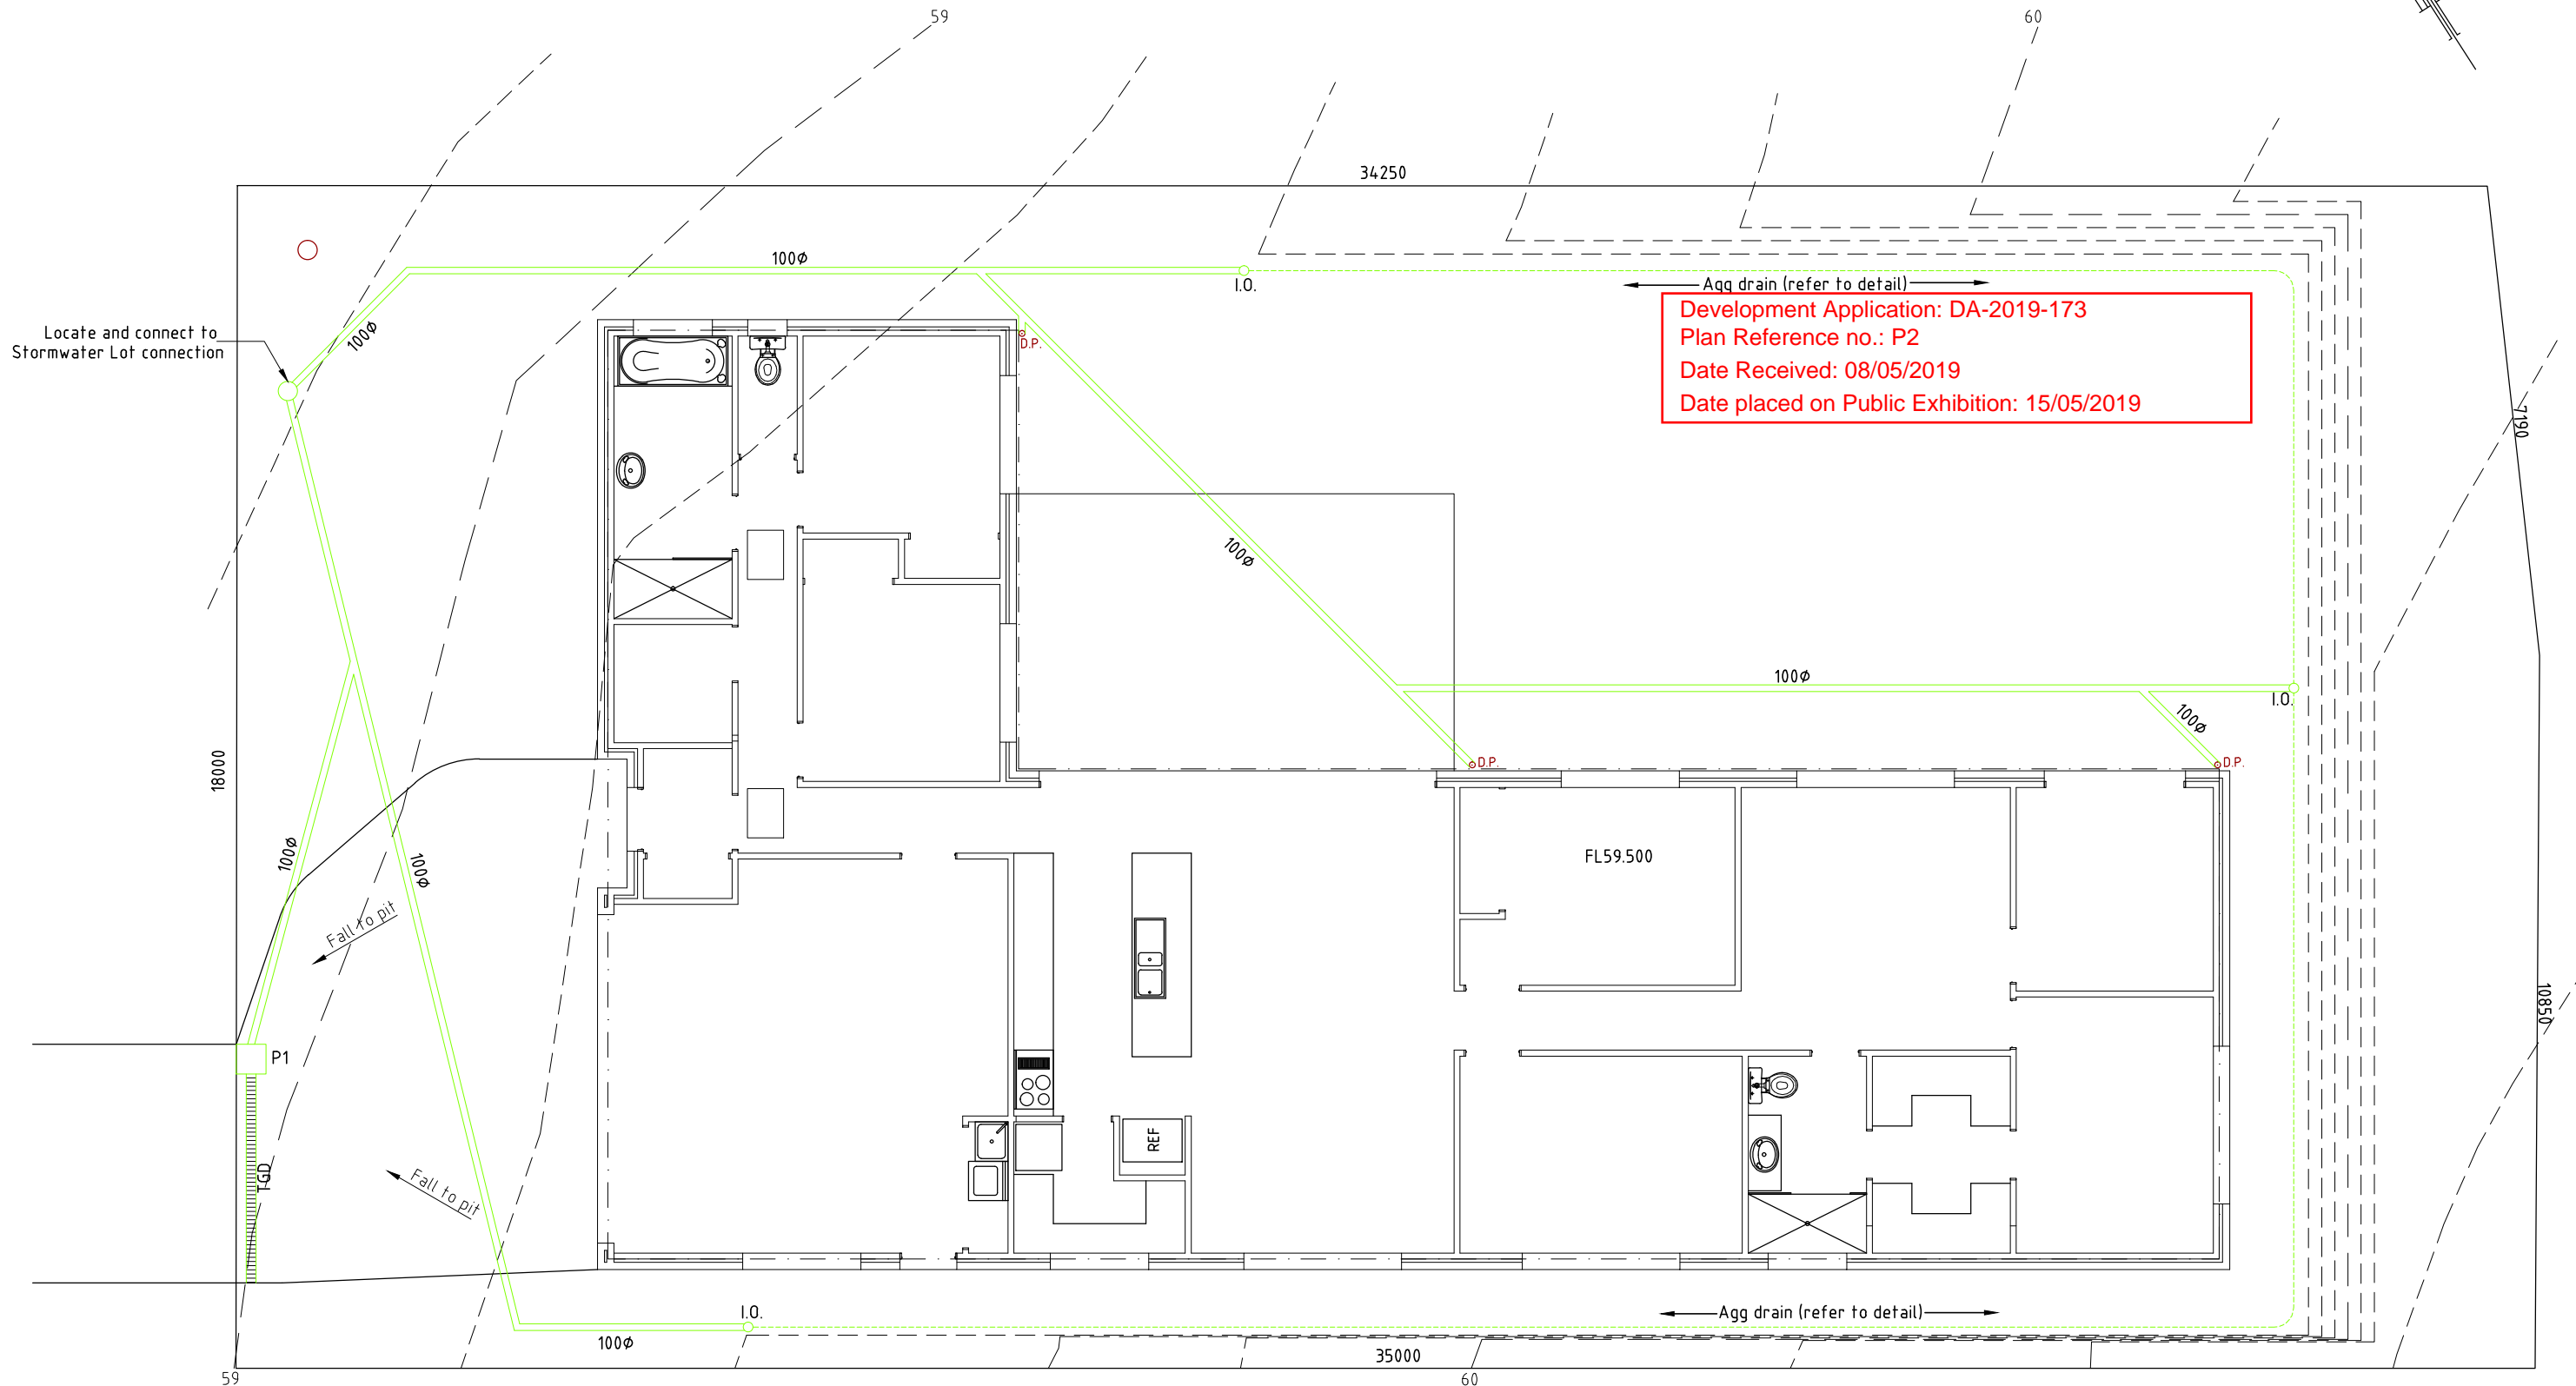 59
60
34250
100ø
I.O.
Agg drain (refer to detail)
Development Application: DA-2019-173
Plan Reference no.: P2
Date Received: 08/05/2019
Date placed on Public Exhibition: 15/05/2019
Locate and connect to
Stormwater Lot connection
100ø
D.P.
7190
100ø
100ø
I.O.
100ø
18000
D.P.
D.P.
100ø
100ø
FL59.500
Fall to pit
10850
P1
REF
TGD
Fall to pit
I.O.
Agg drain (refer to detail)
100ø
35000
59
60